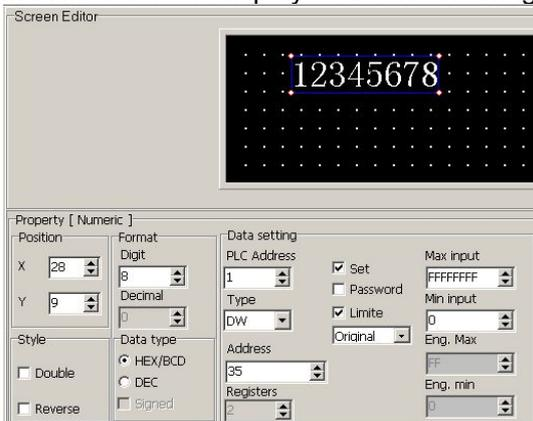 Screen Editor
12345678
Property [ Numeric ]
Position
X 28
Y 9
Style
Double
Reverse
Format
Digit
8
Decimal
0
Data type
HEX/BCD
DEC
Signed
Data setting
PLC Address
1
Type
DW
Address
35
Registers
2
Set
Password
Limite
Original
Max input
FFFFFFFF
Min input
0
Eng. Max
FF
Eng. min
0